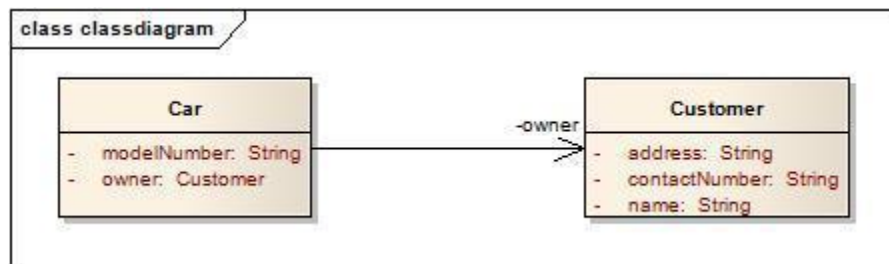 class classdiagram
Car
- modelNumber: String
- owner: Customer
-owner
Customer
- address: String
- contactNumber: String
- name: String